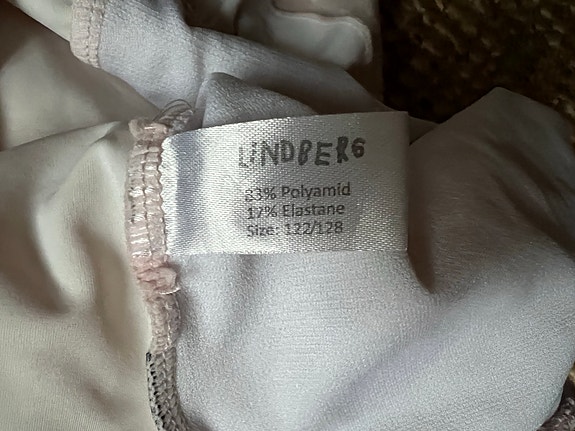 LINDBERG
83% Polyamid
17% Elastane
Size: 122/128